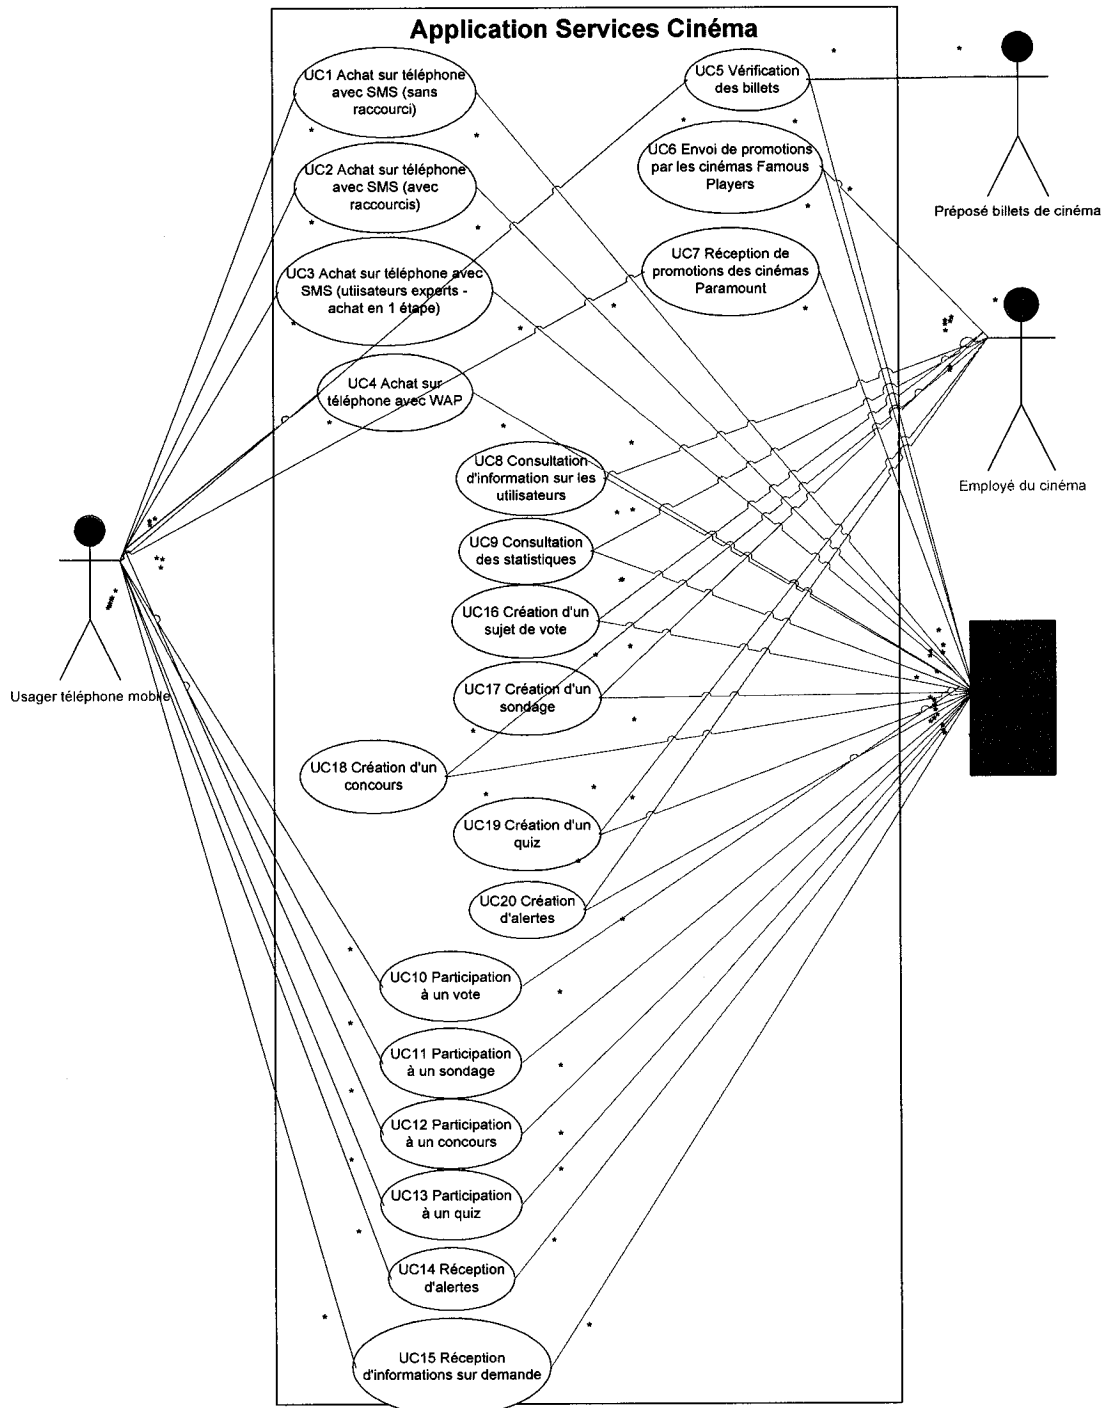 Application Services Cinéma
UC1 Achat sur téléphone
avec SMS (sans
raccourci)
UC5 Vérification
des billets
UC2 Achat sur téléphone
avec SMS (avec
raccourcis)
UC6 Envoi de promotions
par les cinémas Famous
Players
Préposé billets de cinéma
UC3 Achat sur téléphone avec
SMS (utiisateurs experts -
achat en 1 étape)
UC7 Réception de
promotions des cinémas
Paramount
UC4 Achat sur
téléphone avec WAP
UC8 Consultation
d'information sur les
utilisateurs
Employé du cinéma
UC9 Consultation
des statistiques
UC16 Création d'un
sujet de vote
Usager téléphone mobile
UC17 Création d'un
sondage
UC18 Création d'un
concours
UC19 Création d'un
quiz
UC20 Création
d'alertes
UC10 Participation
à un vote
UC11 Participation
à un sondage
UC12 Participation
à un concours
UC13 Participation
à un quiz
UC14 Réception
d'alertes
UC15 Réception
d'informations sur demande